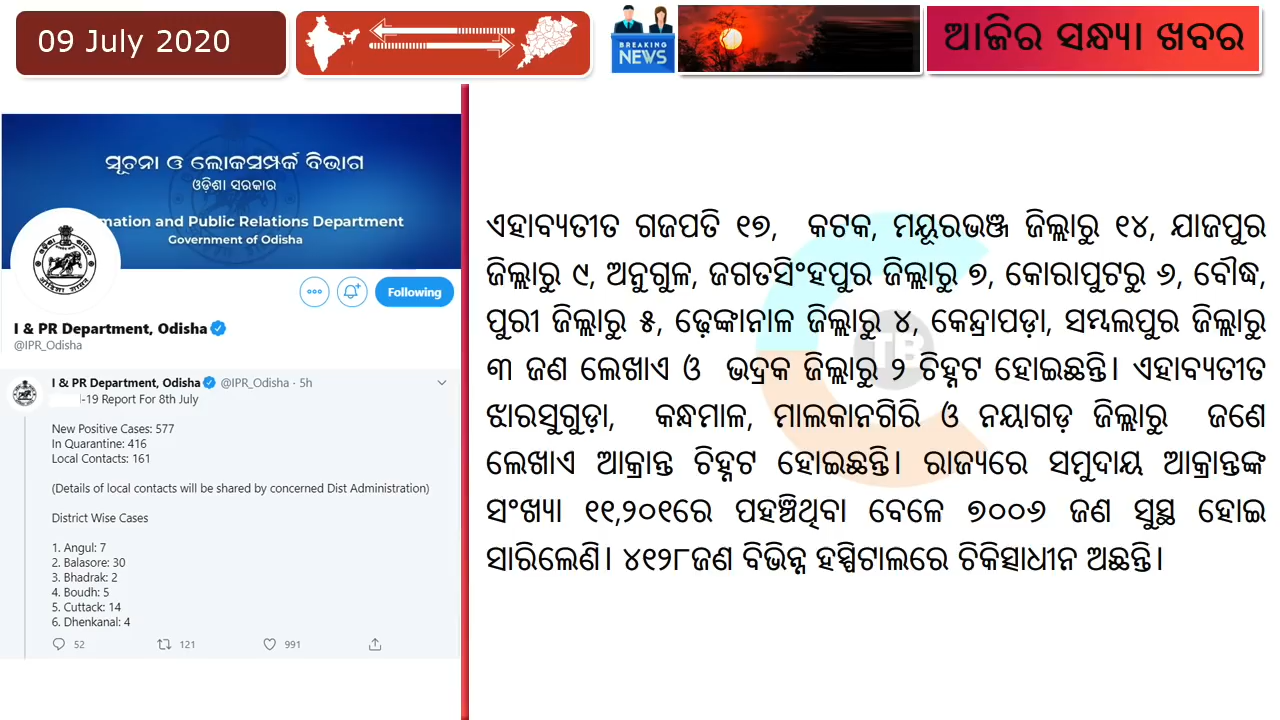 09 July 2020
BREAKING
NEWS
ଆଜିର ସନ୍ଧ୍ୟା ଖବର
ସୂଚନା ଓ ଲୋକସମ୍ପର୍କ ବିଭାଗ
ଓଡ଼ିଶା ସରକାର
mation and Public Relations Department
Government of Odisha
Following
I & PR Department, Odisha
@IPR_Odisha
I & PR Department, Odisha @IPR_Odisha · 5h
-19 Report For 8th July
New Positive Cases: 577
In Quarantine: 416
Local Contacts: 161
(Details of local contacts will be shared by concerned Dist Administration)
District Wise Cases
1. Angul: 7
2. Balasore: 30
3. Bhadrak: 2
4. Boudh: 5
5. Cuttack: 14
6. Dhenkanal: 4
52 121 991
ଏହାବ୍ୟତୀତ ଗଜପତି ୧୭, କଟକ, ମୟୂରଭଞ୍ଜ ଜିଲ୍ଲାରୁ ୧୪, ଯାଜପୁର
ଜିଲ୍ଲାରୁ ୯, ଅନୁଗୁଳ, ଜଗତସିଂହପୁର ଜିଲ୍ଲାରୁ ୭, କୋରାପୁଟରୁ ୬, ବୌଦ୍ଧ,
ପୁରୀ ଜିଲ୍ଲାରୁ ୫, ଢ଼େଙ୍କାନାଳ ଜିଲ୍ଲାରୁ ୪, କେନ୍ଦ୍ରାପଡ଼ା, ସମ୍ବଲପୁର ଜିଲ୍ଲାରୁ
୩ ଜଣ ଲେଖାଏ ଓ ଭଦ୍ରକ ଜିଲ୍ଲାରୁ ୨ ଚିହ୍ନଟ ହୋଇଛନ୍ତି। ଏହାବ୍ୟତୀତ
ଝାରସୁଗୁଡ଼ା, କନ୍ଧମାଳ, ମାଲକାନଗିରି ଓ ନୟାଗଡ଼ ଜିଲ୍ଲାରୁ ଜଣେ
ଲେଖାଏ ଆକ୍ରାନ୍ତ ଚିହ୍ନଟ ହୋଇଛନ୍ତି। ରାଜ୍ୟରେ ସମୁଦାୟ ଆକ୍ରାନ୍ତଙ୍କ
ସଂଖ୍ୟା ୧୧,୨୦୧ରେ ପହଞ୍ଚିଥିବା ବେଳେ ୭୦୦୬ ଜଣ ସୁସ୍ଥ ହୋଇ
ସାରିଲେଣି। ୪୧୨୮ଜଣ ବିଭିନ୍ନ ହସ୍ପିଟାଲରେ ଚିକିତ୍ସାଧୀନ ଅଛନ୍ତି।
TB